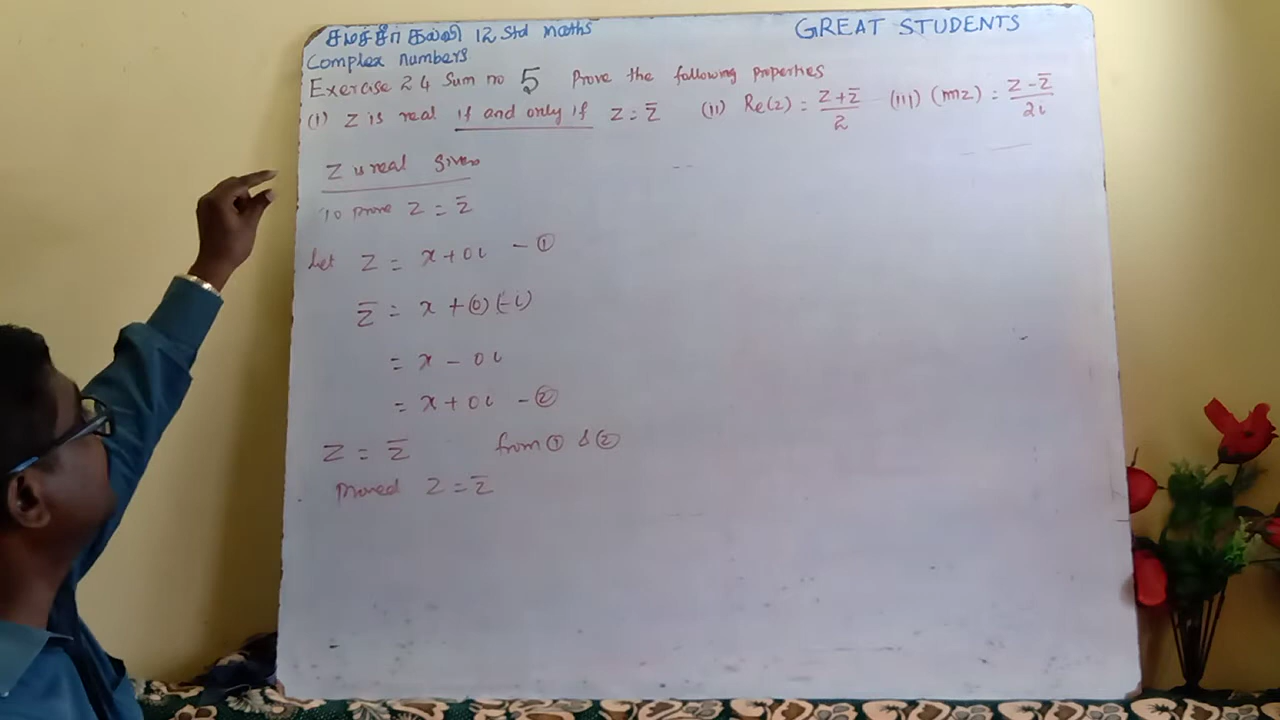 சமச்சீர் கல்வி 12 Std maths GREAT STUDENTS
Complex numbers
Exercise 2 4 Sum no 5 Prove the following properties
(i) Z is real if and only if Z = z̄ (ii) Re(z) = (Z + z̄)/2 (iii) (mz) = (Z - z̄)/2i
Z is real given
To prove Z = z̄
Let Z = x + 0i - ①
z̄ = x + (0)(-i)
= x - 0i
= x + 0i - ②
Z = z̄ from ① & ②
Proved Z = z̄